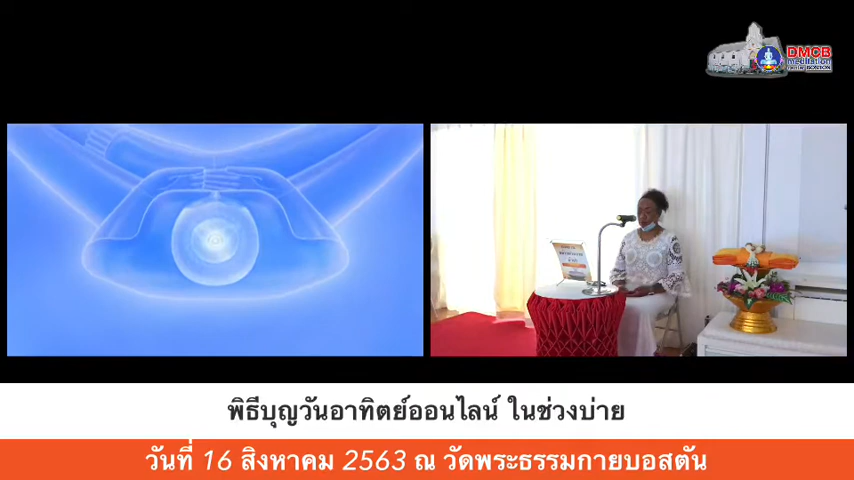 DMCB
meditation
center BOSTON
พิธีบุญวันอาทิตย์ออนไลน์ ในช่วงบ่าย
วันที่ 16 สิงหาคม 2563 ณ วัดพระธรรมกายบอสตัน